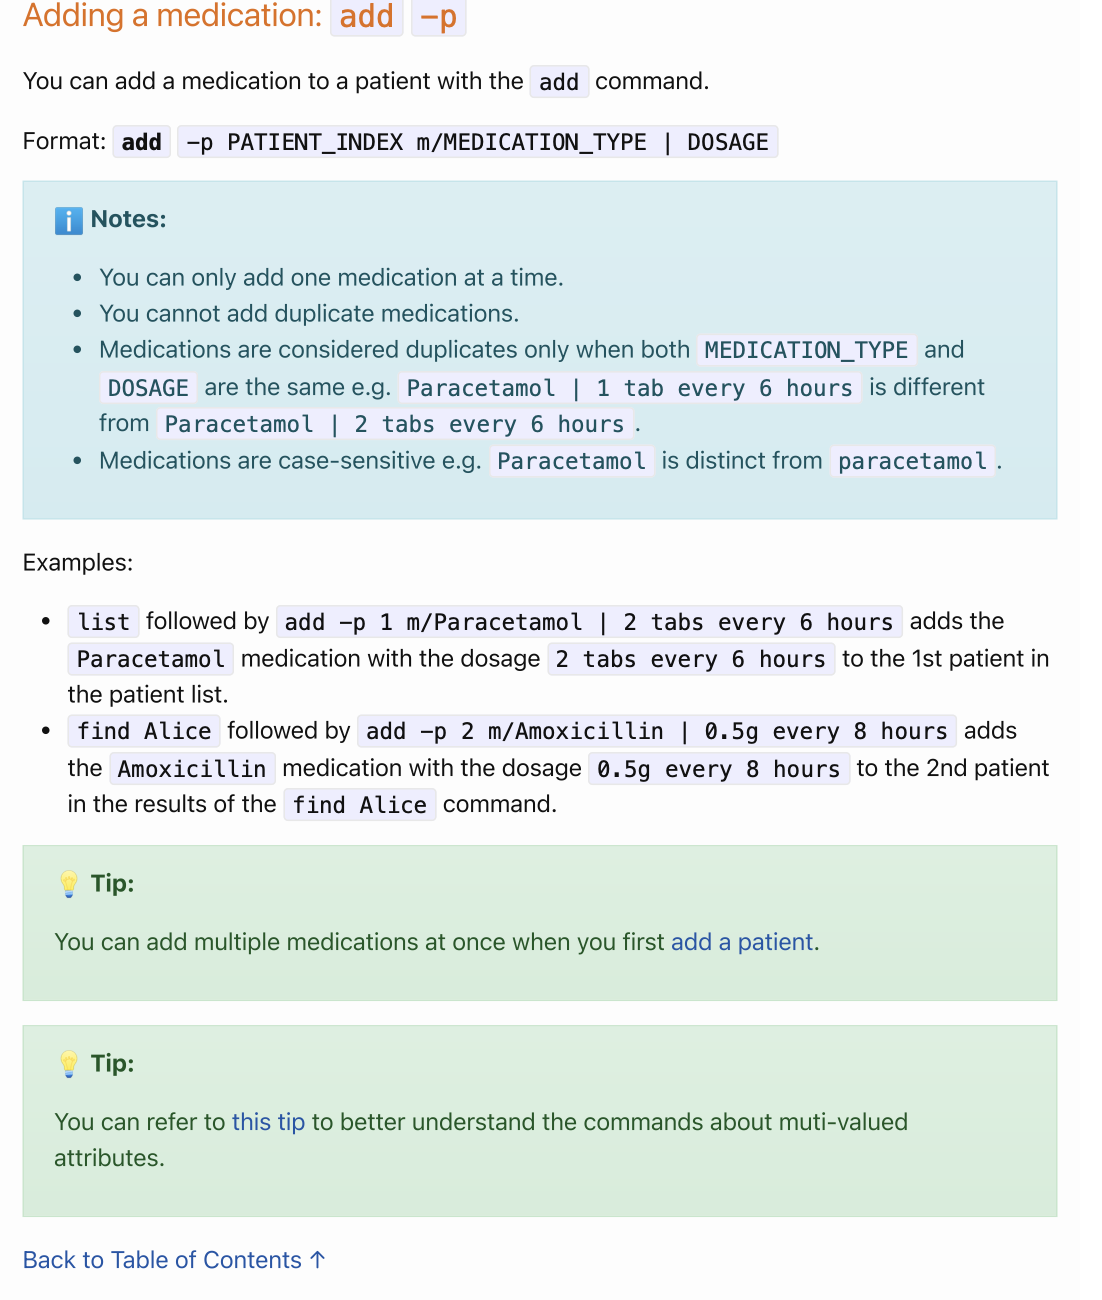 Adding a medication: add -p
You can add a medication to a patient with the add command.
Format: add -p PATIENT_INDEX m/MEDICATION_TYPE | DOSAGE
ℹ️ Notes:
• You can only add one medication at a time.
• You cannot add duplicate medications.
• Medications are considered duplicates only when both MEDICATION_TYPE and
DOSAGE are the same e.g. Paracetamol | 1 tab every 6 hours is different
from Paracetamol | 2 tabs every 6 hours.
• Medications are case-sensitive e.g. Paracetamol is distinct from paracetamol.
Examples:
• list followed by add -p 1 m/Paracetamol | 2 tabs every 6 hours adds the
Paracetamol medication with the dosage 2 tabs every 6 hours to the 1st patient in
the patient list.
• find Alice followed by add -p 2 m/Amoxicillin | 0.5g every 8 hours adds
the Amoxicillin medication with the dosage 0.5g every 8 hours to the 2nd patient
in the results of the find Alice command.
💡 Tip:
You can add multiple medications at once when you first add a patient.
💡 Tip:
You can refer to this tip to better understand the commands about muti-valued
attributes.
Back to Table of Contents ↑